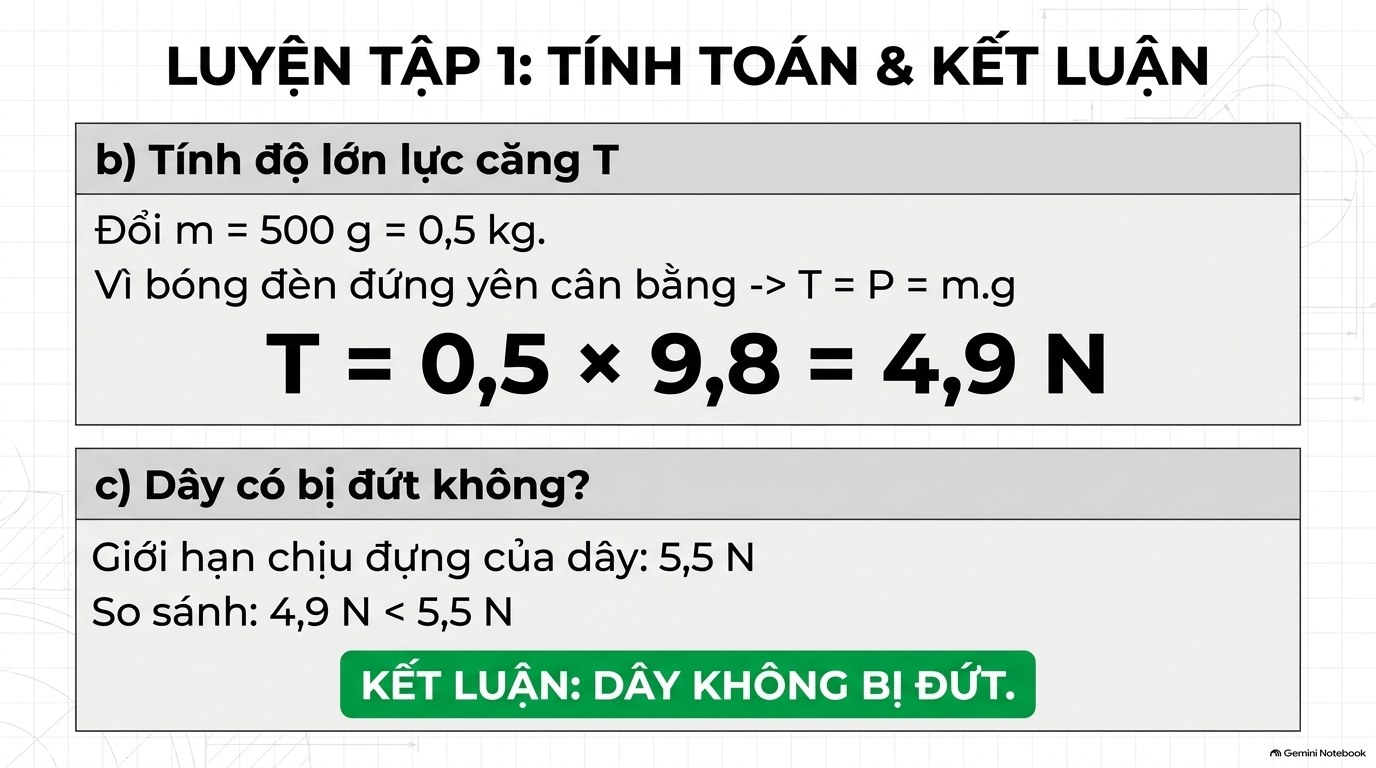 LUYỆN TẬP 1: TÍNH TOÁN & KẾT LUẬN
b) Tính độ lớn lực căng T
Đổi m = 500 g = 0,5 kg.
Vì bóng đèn đứng yên cân bằng -> T = P = m.g
T = 0,5 × 9,8 = 4,9 N
c) Dây có bị đứt không?
Giới hạn chịu đựng của dây: 5,5 N
So sánh: 4,9 N < 5,5 N
KẾT LUẬN: DÂY KHÔNG BỊ ĐỨT.
Gemini Notebook